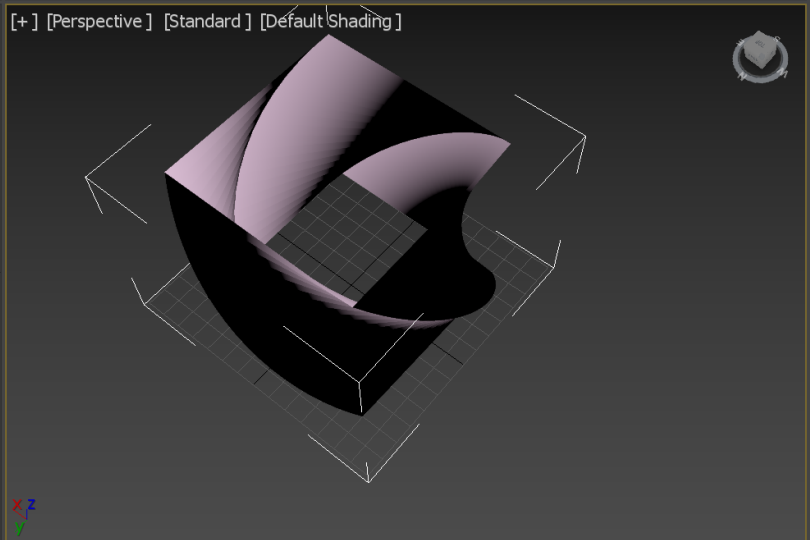 [+ ] [Perspective ] [Standard ] [Default Shading ]
x z
y